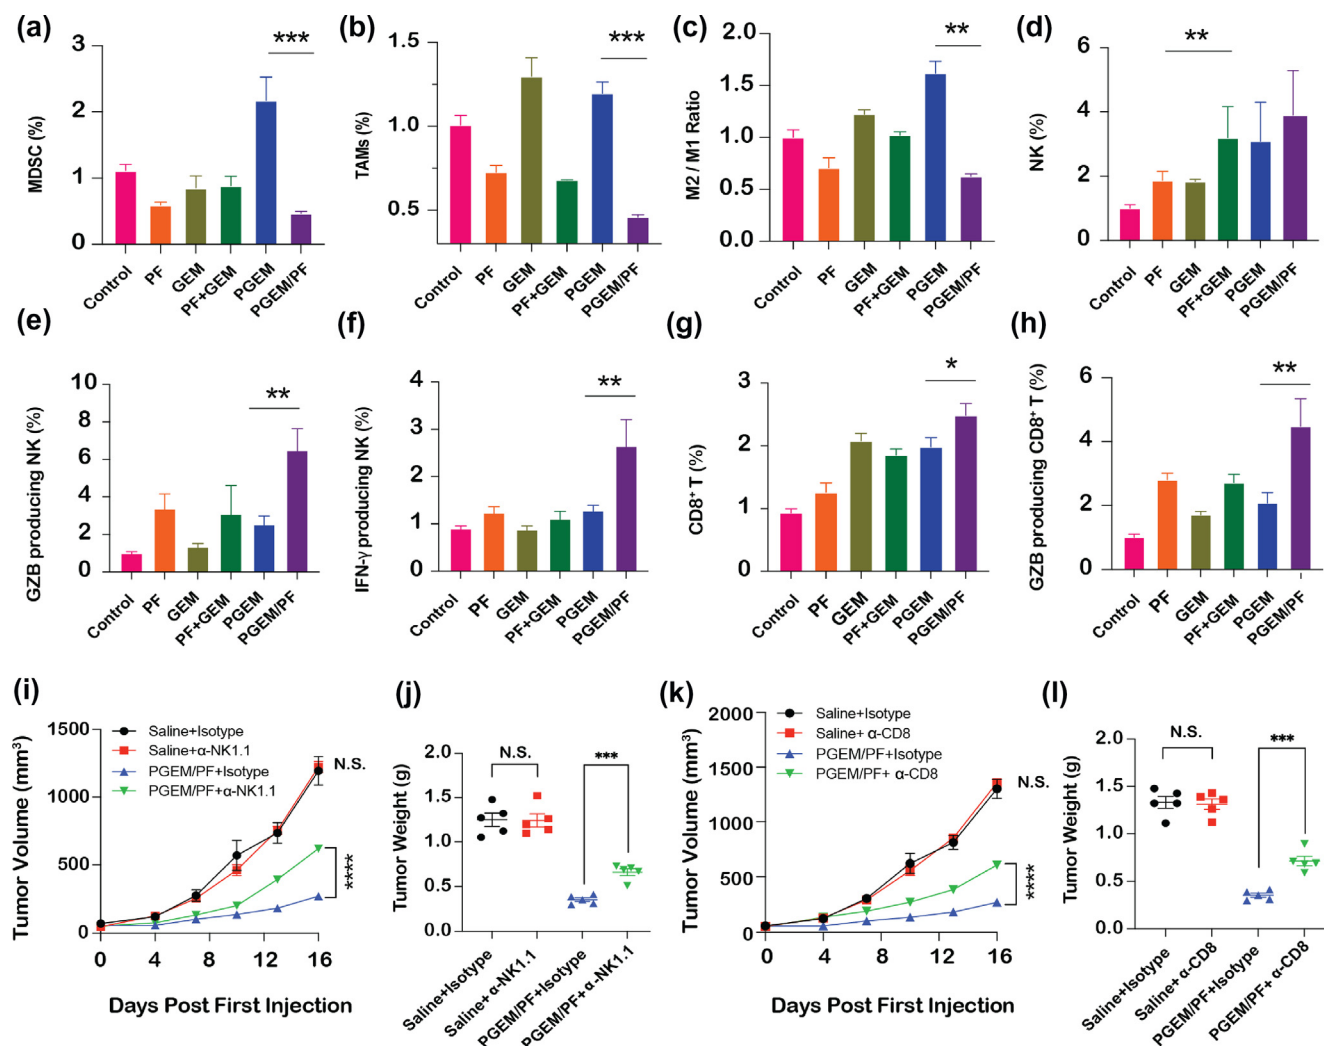 (a)
MDSC (%)
3
2
1
0
***
Control
PF
GEM
PF+GEM
PGEM
PGEM/PF
(b)
TAMs (%)
1.5
1.0
0.5
***
Control
PF
GEM
PF+GEM
PGEM
PGEM/PF
(c)
M2 / M1 Ratio
2.0
1.5
1.0
0.5
0.0
**
Control
PF
GEM
PF+GEM
PGEM
PGEM/PF
(d)
NK (%)
6
4
2
0
**
Control
PF
GEM
PF+GEM
PGEM
PGEM/PF
(e)
GZB producing NK (%)
10
8
6
4
2
0
**
Control
PF
GEM
PF+GEM
PGEM
PGEM/PF
(f)
IFN-γ producing NK (%)
4
3
2
1
0
**
Control
PF
GEM
PF+GEM
PGEM
PGEM/PF
(g)
CD8⁺ T (%)
3
2
1
0
*
Control
PF
GEM
PF+GEM
PGEM
PGEM/PF
(h)
GZB producing CD8⁺ T (%)
6
4
2
0
**
Control
PF
GEM
PF+GEM
PGEM
PGEM/PF
(i)
Tumor Volume (mm³)
1500
1000
500
0
Saline+Isotype
Saline+α-NK1.1
PGEM/PF+Isotype
PGEM/PF+α-NK1.1
N.S.
****
0 4 8 12 16
Days Post First Injection
(j)
Tumor Weight (g)
2.0
1.5
1.0
0.5
0.0
N.S.
***
Saline+Isotype
Saline+ α-NK1.1
PGEM/PF+Isotype
PGEM/PF+ α-NK1.1
(k)
Tumor Volume (mm³)
2000
1500
1000
500
0
Saline+Isotype
Saline+ α-CD8
PGEM/PF+Isotype
PGEM/PF+ α-CD8
N.S.
****
0 4 8 12 16
Days Post First Injection
(l)
Tumor Weight (g)
2.0
1.5
1.0
0.5
0.0
N.S.
***
Saline+Isotype
Saline+ α-CD8
PGEM/PF+Isotype
PGEM/PF+ α-CD8